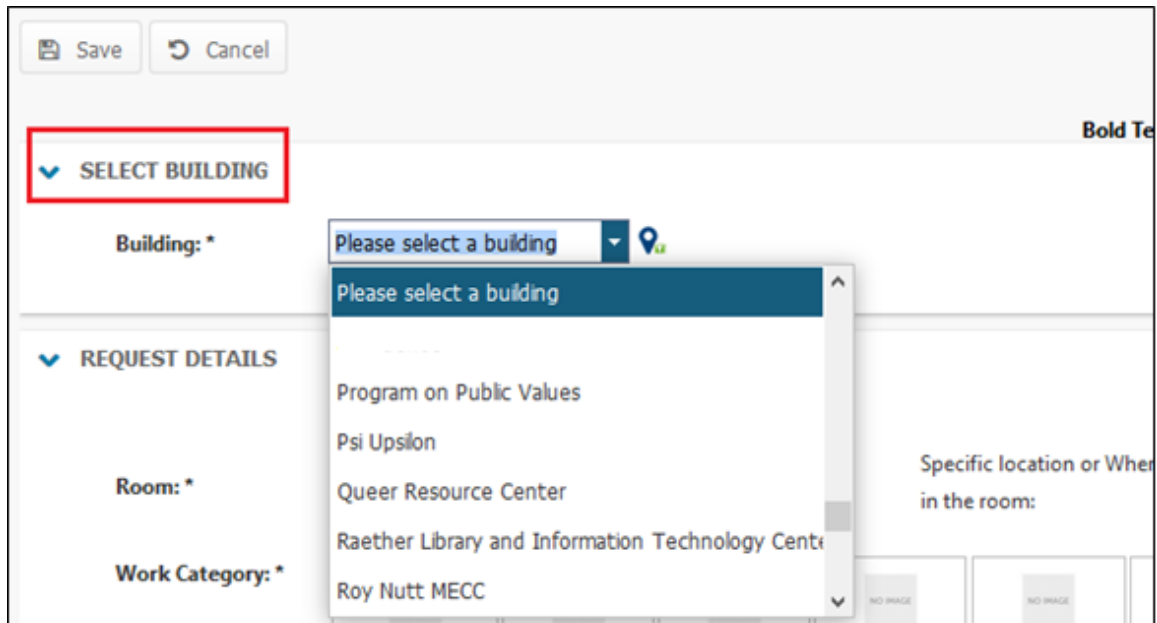 Save Cancel
Bold Te
SELECT BUILDING
Building: * Please select a building
Please select a building
REQUEST DETAILS
Program on Public Values
Psi Upsilon
Room: * Queer Resource Center Specific location or Wher
in the room:
Raether Library and Information Technology Cente
Work Category: * Roy Nutt MECC NO IMAGE NO IMAGE